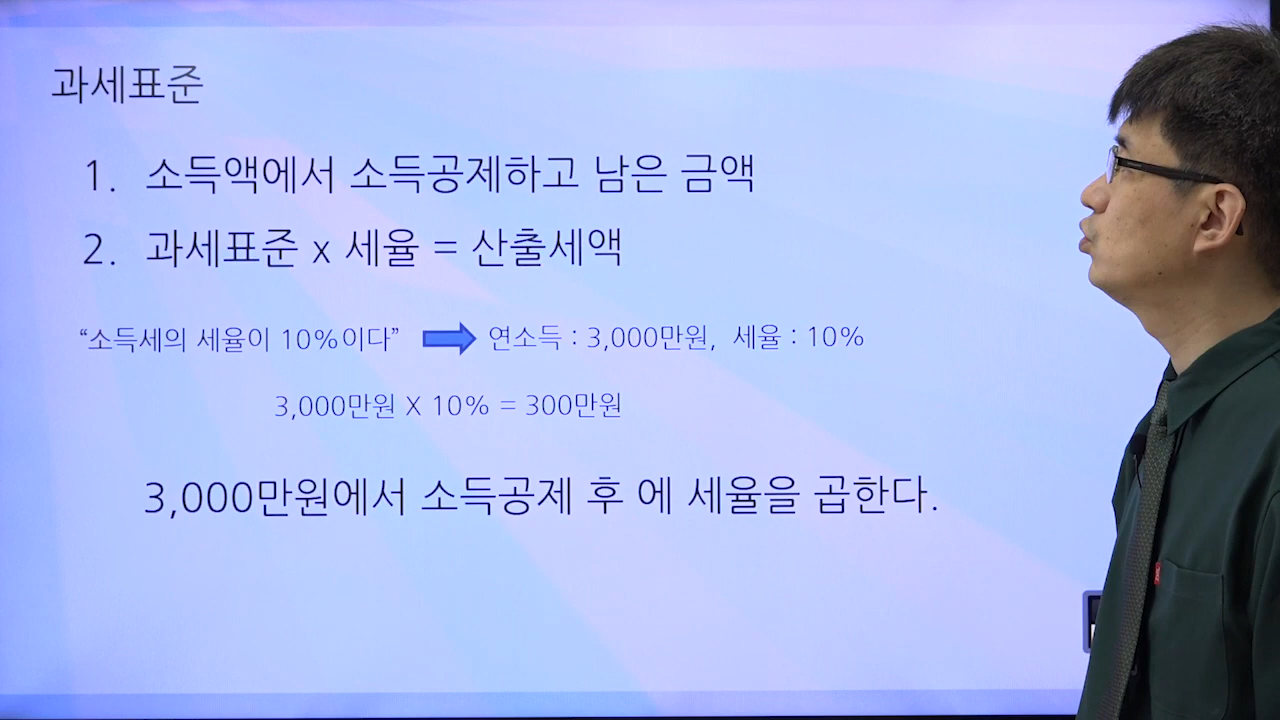 과세표준
1. 소득액에서 소득공제하고 남은 금액
2. 과세표준 x 세율 = 산출세액
“소득세의 세율이 10%이다” 연소득 : 3,000만원, 세율 : 10%
3,000만원 X 10% = 300만원
3,000만원에서 소득공제 후 에 세율을 곱한다.